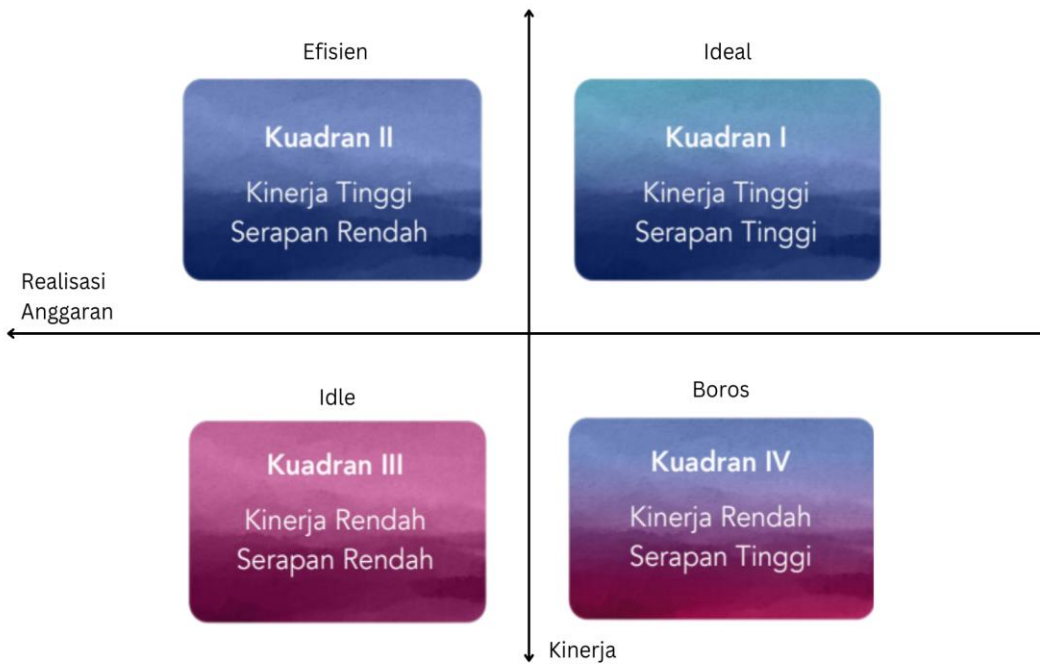 Efisien
Ideal
Kuadran II
Kinerja Tinggi
Serapan Rendah
Kuadran I
Kinerja Tinggi
Serapan Tinggi
Realisasi
Anggaran
Idle
Boros
Kuadran III
Kinerja Rendah
Serapan Rendah
Kuadran IV
Kinerja Rendah
Serapan Tinggi
Kinerja